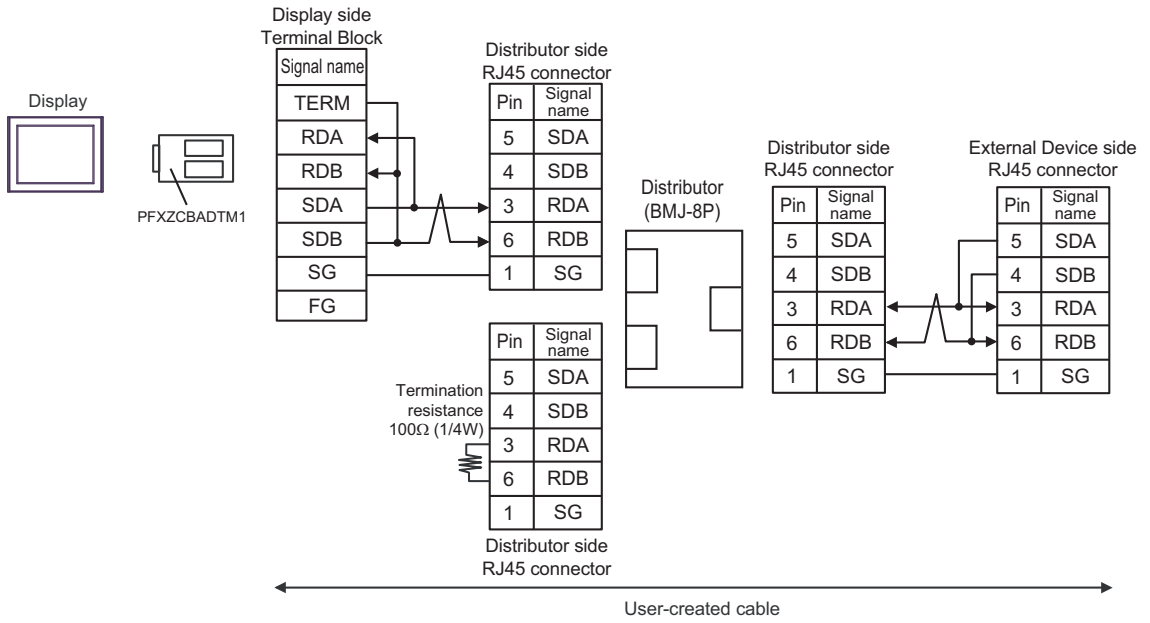 Display
PFXZCBADTM1
Display side
Terminal Block
Signal name
TERM
RDA
RDB
SDA
SDB
SG
FG
Distributor side
RJ45 connector
Pin Signal name
5 SDA
4 SDB
3 RDA
6 RDB
1 SG
Termination
resistance
100Ω (1/4W)
Pin Signal name
5 SDA
4 SDB
3 RDA
6 RDB
1 SG
Distributor side
RJ45 connector
Distributor
(BMJ-8P)
Distributor side
RJ45 connector
Pin Signal name
5 SDA
4 SDB
3 RDA
6 RDB
1 SG
External Device side
RJ45 connector
Pin Signal name
5 SDA
4 SDB
3 RDA
6 RDB
1 SG
User-created cable